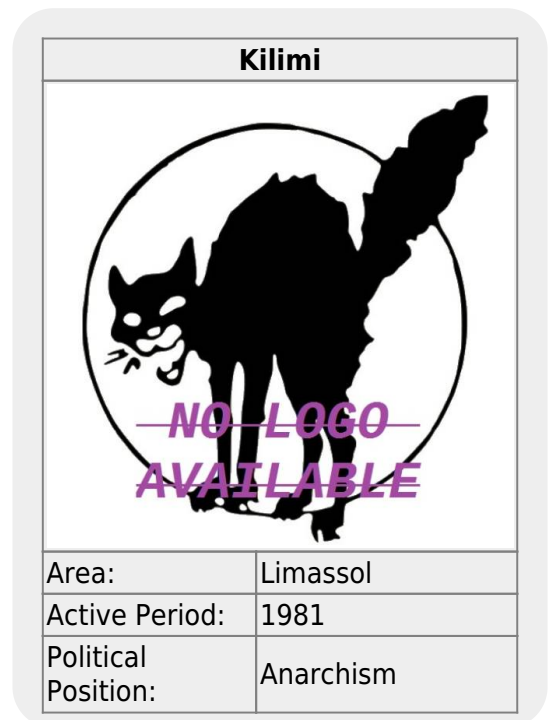 Kilimi
NO LOGO
AVAILABLE
Area: Limassol
Active Period: 1981
Political
Position: Anarchism